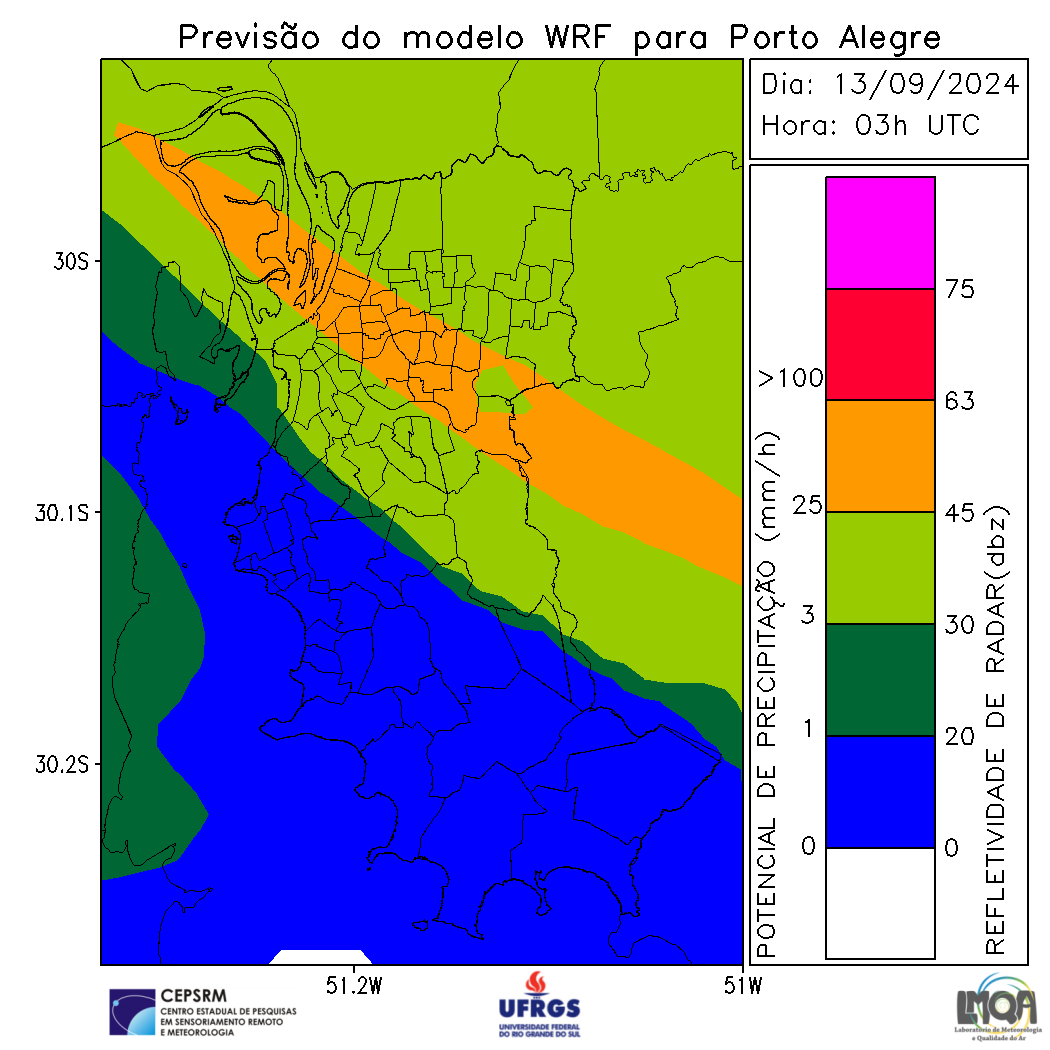 Previsão do modelo WRF para Porto Alegre
Dia: 13/09/2024
Hora: 03h UTC
30S
30.1S
30.2S
51.2W
51W
POTENCIAL DE PRECIPITAÇÃO (mm/h)
>100
25
3
1
0
75
63
45
30
20
0
REFLETIVIDADE DE RADAR(dbz)
CEPSRM
CENTRO ESTADUAL DE PESQUISAS
EM SENSORIAMENTO REMOTO
E METEOROLOGIA
UFRGS
UNIVERSIDADE FEDERAL
DO RIO GRANDE DO SUL
LMQA
Laboratório de Meteorologia
e Qualidade do Ar